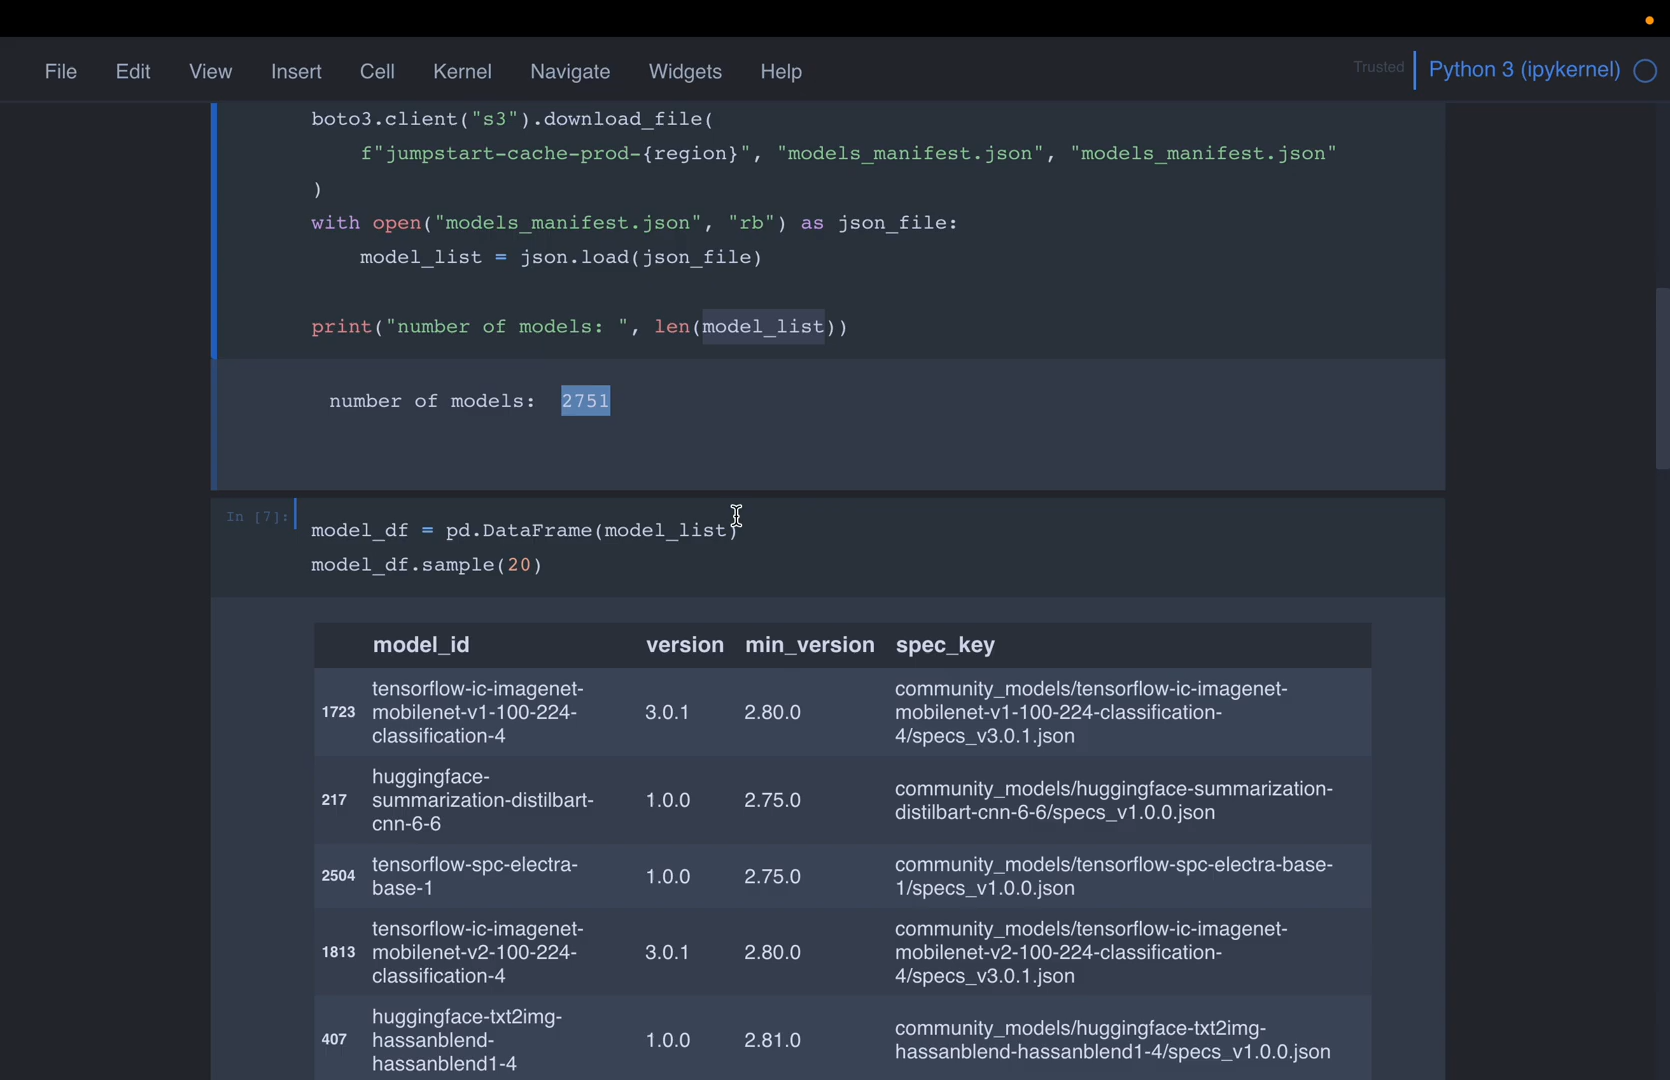 File Edit View Insert Cell Kernel Navigate Widgets Help Trusted Python 3 (ipykernel)
boto3.client("s3").download_file(
f"jumpstart-cache-prod-{region}", "models_manifest.json", "models_manifest.json"
)
with open("models_manifest.json", "rb") as json_file:
model_list = json.load(json_file)
print("number of models: ", len(model_list))
number of models: 2751
In [7]:
model_df = pd.DataFrame(model_list)
model_df.sample(20)
model_id version min_version spec_key
1723
tensorflow-ic-imagenet-
mobilenet-v1-100-224-
classification-4
3.0.1
2.80.0
community_models/tensorflow-ic-imagenet-
mobilenet-v1-100-224-classification-
4/specs_v3.0.1.json
217
huggingface-
summarization-distilbart-
cnn-6-6
1.0.0
2.75.0
community_models/huggingface-summarization-
distilbart-cnn-6-6/specs_v1.0.0.json
2504
tensorflow-spc-electra-
base-1
1.0.0
2.75.0
community_models/tensorflow-spc-electra-base-
1/specs_v1.0.0.json
1813
tensorflow-ic-imagenet-
mobilenet-v2-100-224-
classification-4
3.0.1
2.80.0
community_models/tensorflow-ic-imagenet-
mobilenet-v2-100-224-classification-
4/specs_v3.0.1.json
407
huggingface-txt2img-
hassanblend-
hassanblend1-4
1.0.0
2.81.0
community_models/huggingface-txt2img-
hassanblend-hassanblend1-4/specs_v1.0.0.json